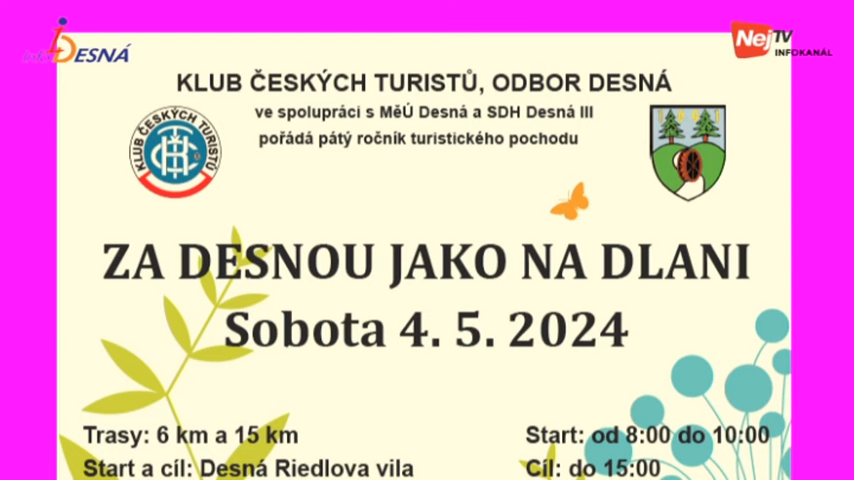 DESNÁ
Nej TV
INFOKANÁL
KLUB ČESKÝCH TURISTŮ, ODBOR DESNÁ
ve spolupráci s MěÚ Desná a SDH Desná III
pořádá pátý ročník turistického pochodu
KLUB ČESKÝCH TURISTŮ
ZA DESNOU JAKO NA DLANI
Sobota 4. 5. 2024
Trasy: 6 km a 15 km
Start: od 8:00 do 10:00
Start a cíl: Desná Riedlova vila
Cíl: do 15:00